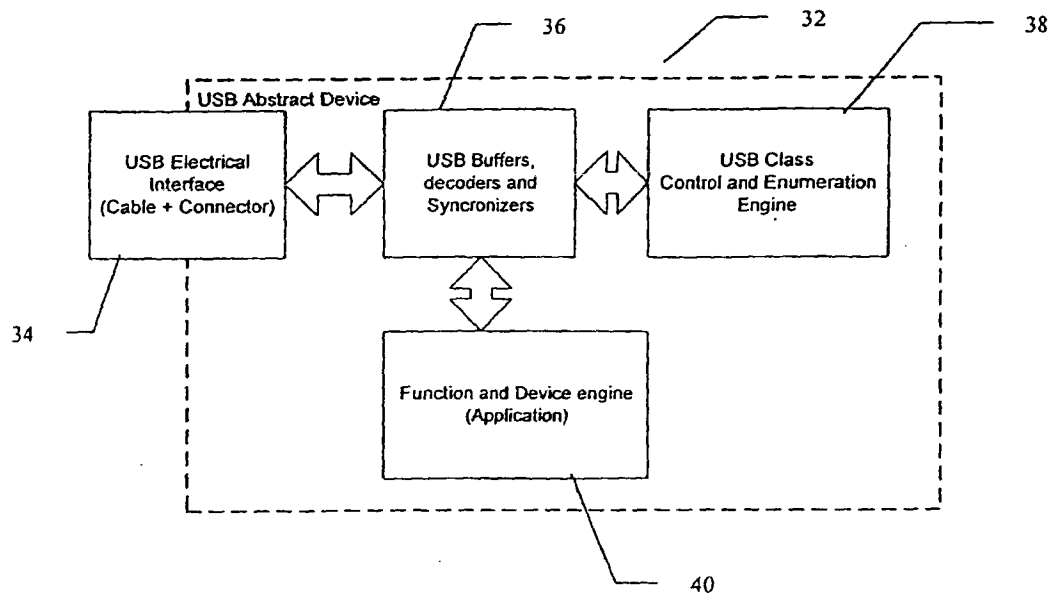 36
32
38
USB Abstract Device
USB Electrical
Interface
(Cable + Connector)
USB Buffers,
decoders and
Syncronizers
USB Class
Control and Enumeration
Engine
34
Function and Device engine
(Application)
40